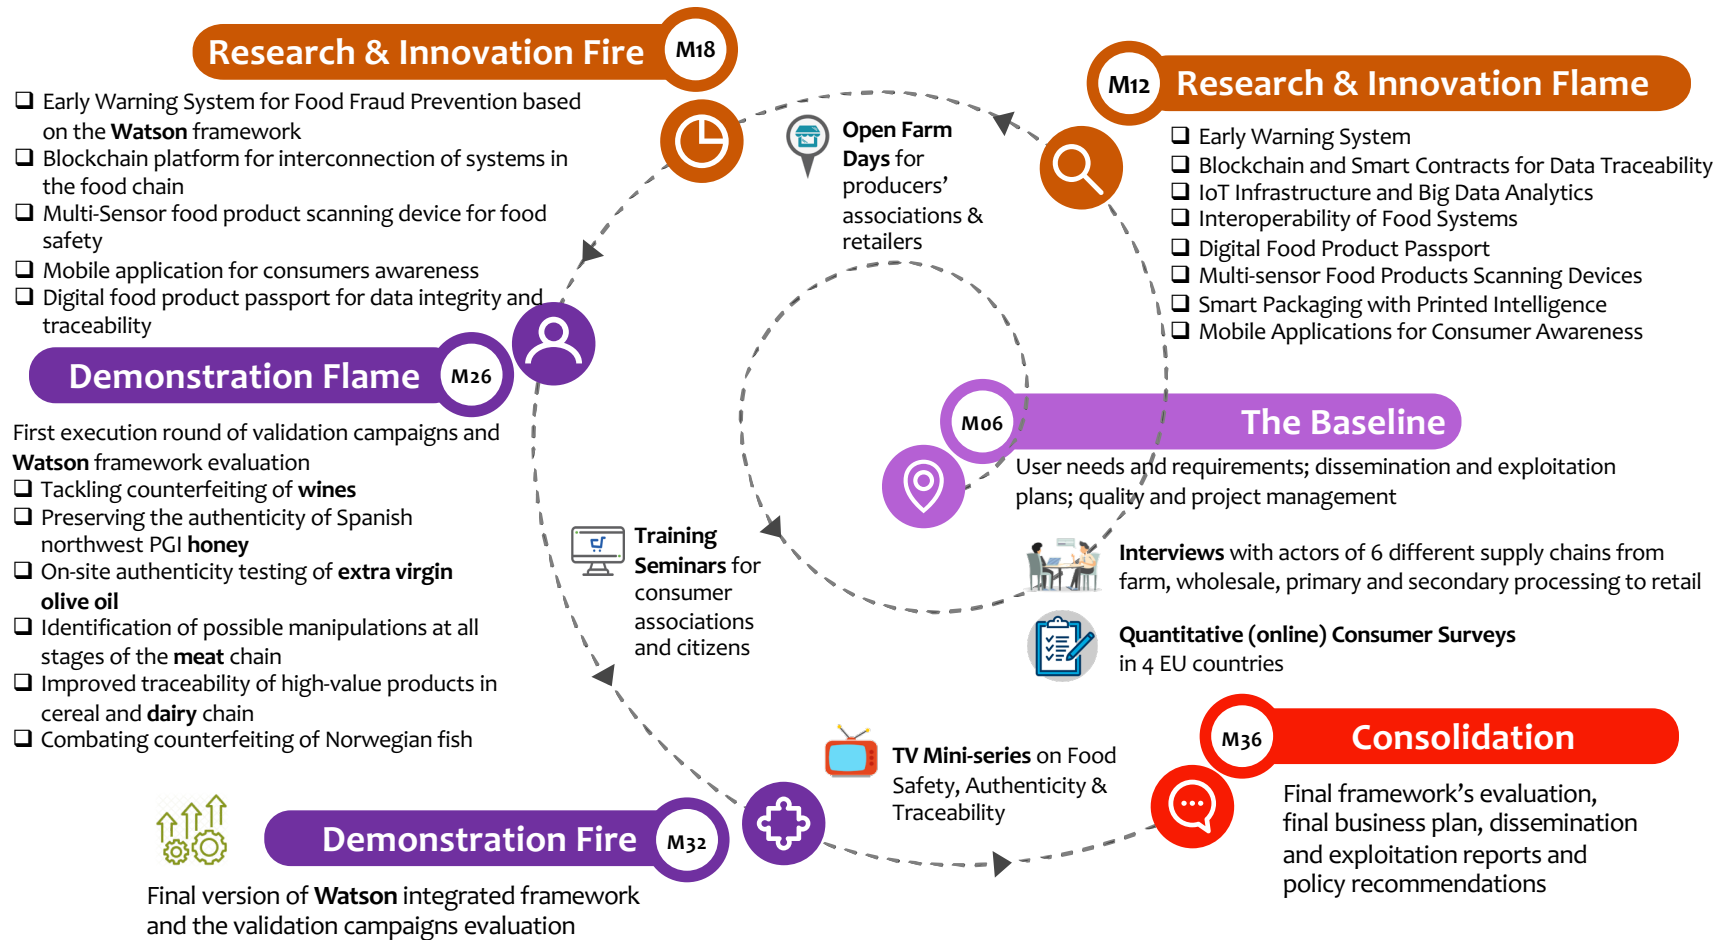 Research & Innovation Fire
M18
Early Warning System for Food Fraud Prevention based
on the Watson framework
Blockchain platform for interconnection of systems in
the food chain
Multi-Sensor food product scanning device for food
safety
Mobile application for consumers awareness
Digital food product passport for data integrity and
traceability
Open Farm
Days for
producers’
associations &
retailers
M12
Research & Innovation Flame
Early Warning System
Blockchain and Smart Contracts for Data Traceability
IoT Infrastructure and Big Data Analytics
Interoperability of Food Systems
Digital Food Product Passport
Multi-sensor Food Products Scanning Devices
Smart Packaging with Printed Intelligence
Mobile Applications for Consumer Awareness
Demonstration Flame
M26
First execution round of validation campaigns and
Watson framework evaluation
Tackling counterfeiting of wines
Preserving the authenticity of Spanish
northwest PGI honey
On-site authenticity testing of extra virgin
olive oil
Identification of possible manipulations at all
stages of the meat chain
Improved traceability of high-value products in
cereal and dairy chain
Combating counterfeiting of Norwegian fish
M06
The Baseline
User needs and requirements; dissemination and exploitation
plans; quality and project management
Training
Seminars for
consumer
associations
and citizens
Interviews with actors of 6 different supply chains from
farm, wholesale, primary and secondary processing to retail
Quantitative (online) Consumer Surveys
in 4 EU countries
TV Mini-series on Food
Safety, Authenticity &
Traceability
M36
Consolidation
Final framework’s evaluation,
final business plan, dissemination
and exploitation reports and
policy recommendations
Demonstration Fire
M32
Final version of Watson integrated framework
and the validation campaigns evaluation